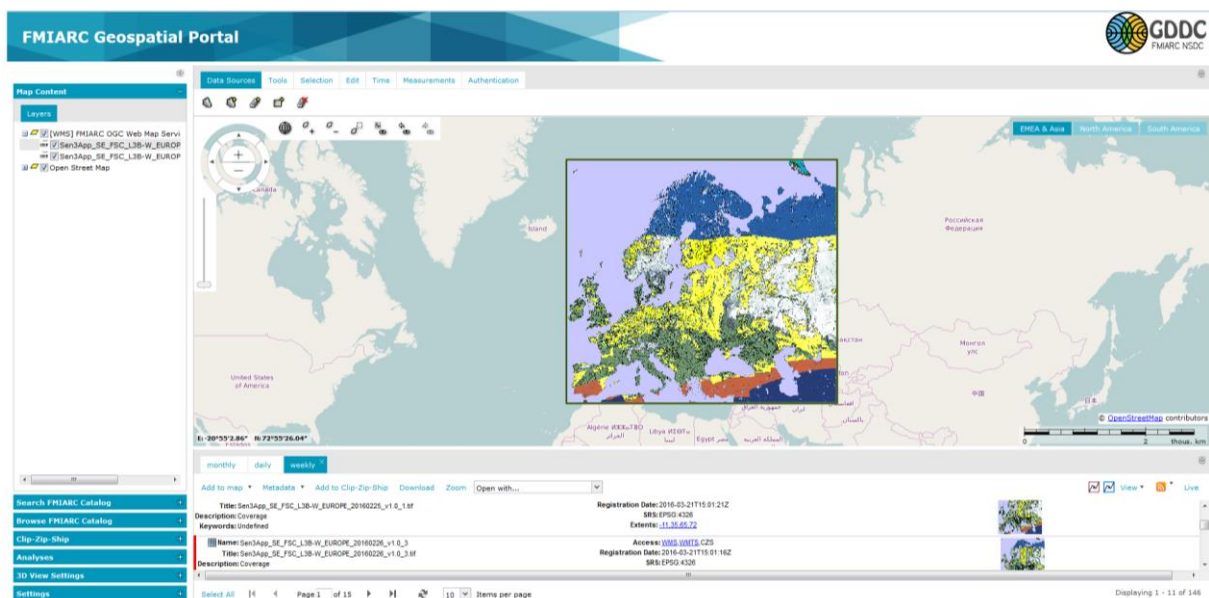 FMIARC Geospatial Portal
GDDC
FMIARC NSDC
Map Content
Layers
[WMS] FMIARC OGC Web Map Servi
Sen3App_SE_FSC_L3B-W_EUROP
Sen3App_SE_FSC_L3B-W_EUROP
Open Street Map
Data Sources Tools Selection Edit Time Measurements Authentication
EMEA & Asia North America South America
Canada
Island
Российская
Федерация
United States
of America
Монгол
улс
中国
日本
© OpenStreetMap contributors
0 2 thous. km
E:-20°55'2.86" N:72°55'26.04"
monthly daily weekly
Add to map Metadata Add to Clip-Zip-Ship Download Zoom Open with... View Live
Title: Sen3App_SE_FSC_L3B-W_EUROPE_20160225_v1.0_1.tif Registration Date: 2016-03-21T15:01:21Z
Description: Coverage SRS: EPSG:4326
Keywords: Undefined Extents: -11,35,65,72
Name: Sen3App_SE_FSC_L3B-W_EUROPE_20160226_v1.0_3 Access: WMS,WMTS,CZS
Title: Sen3App_SE_FSC_L3B-W_EUROPE_20160226_v1.0_3.tif Registration Date: 2016-03-21T15:01:16Z
Description: Coverage SRS: EPSG:4326
Search FMIARC Catalog
Browse FMIARC Catalog
Clip-Zip-Ship
Analyses
3D View Settings
Settings
Select All Page 1 of 15 10 Items per page Displaying 1 - 11 of 146